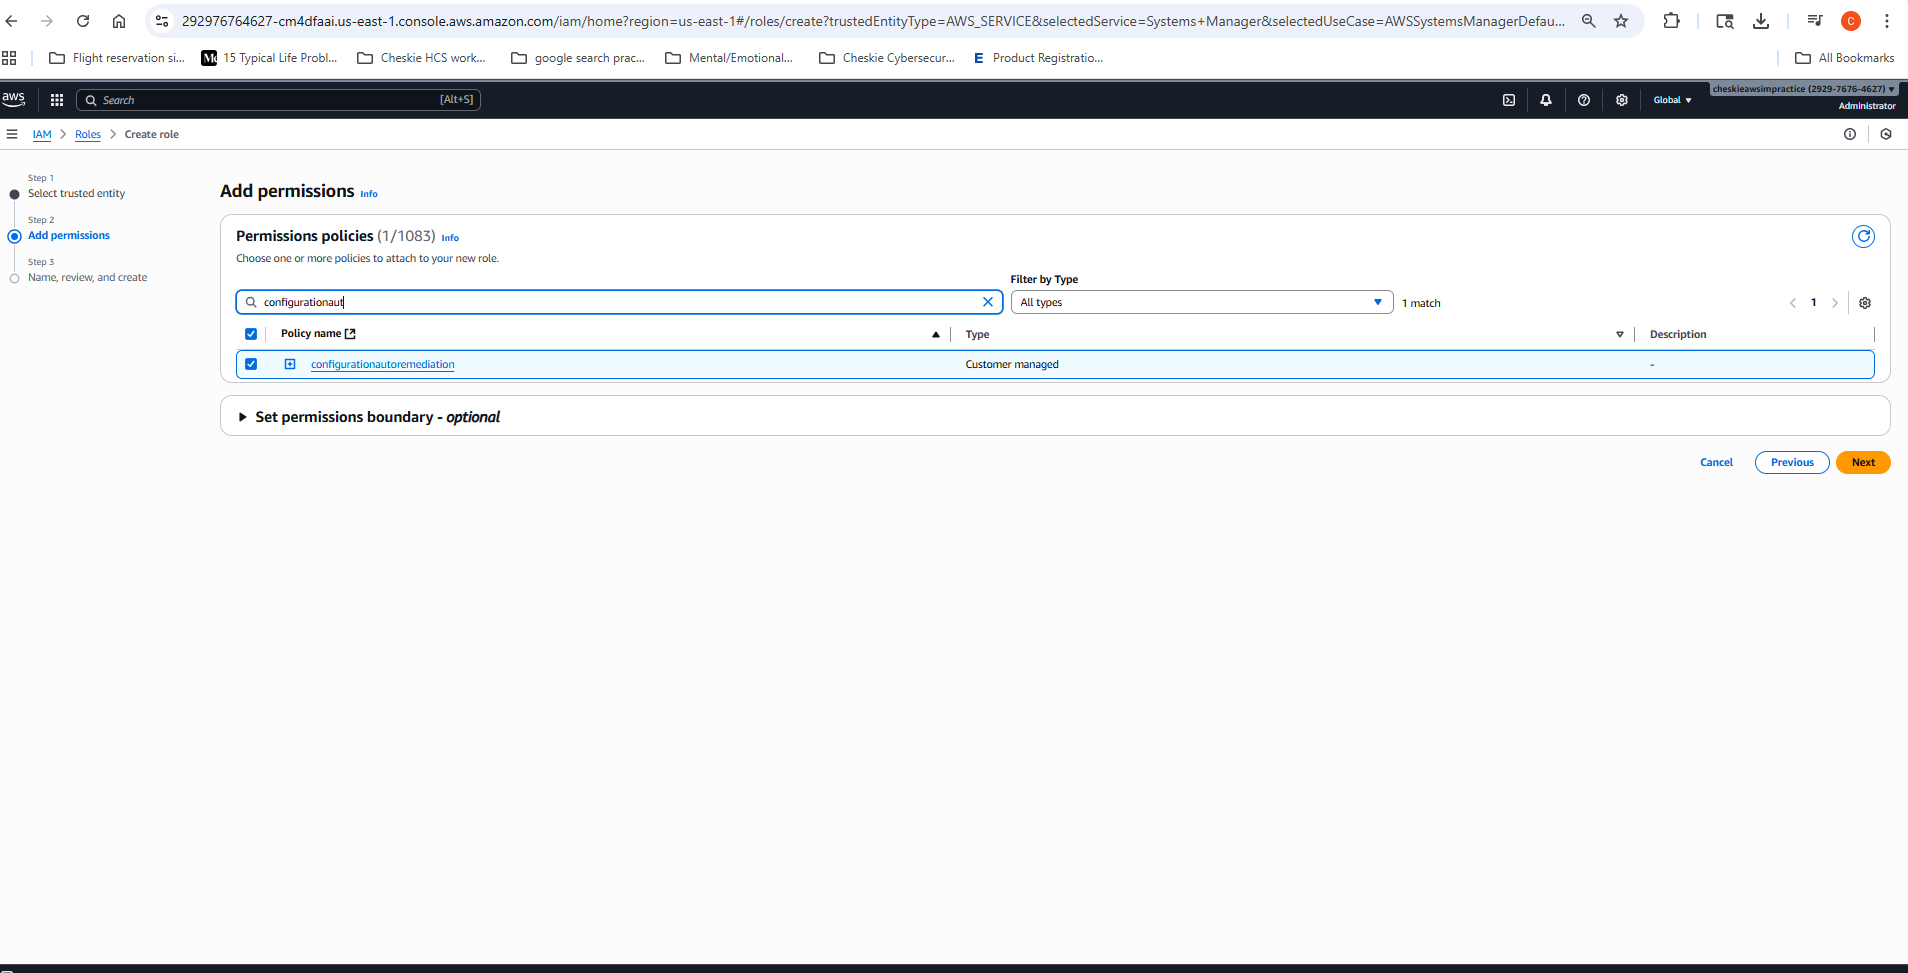 292976764627-cm4dfaai.us-east-1.console.aws.amazon.com/iam/home?region=us-east-1#/roles/create?trustedEntityType=AWS_SERVICE&selectedService=Systems+Manager&selectedUseCase=AWSSystemsManagerDefau...
C
Flight reservation si...
Me 15 Typical Life Probl...
Cheskie HCS work...
google search prac...
Mental/Emotional...
Cheskie Cybersecur...
E Product Registratio...
All Bookmarks
aws
Search
[Alt+S]
Global
cheskieawsimpractice (2929-7676-4627)
Administrator
IAM
Roles
Create role
Step 1
Select trusted entity
Step 2
Add permissions
Step 3
Name, review, and create
Add permissions Info
Permissions policies (1/1083) Info
Choose one or more policies to attach to your new role.
Filter by Type
configurationaut
All types
1 match
1
Policy name
Type
Description
configurationautoremediation
Customer managed
-
Set permissions boundary - optional
Cancel
Previous
Next